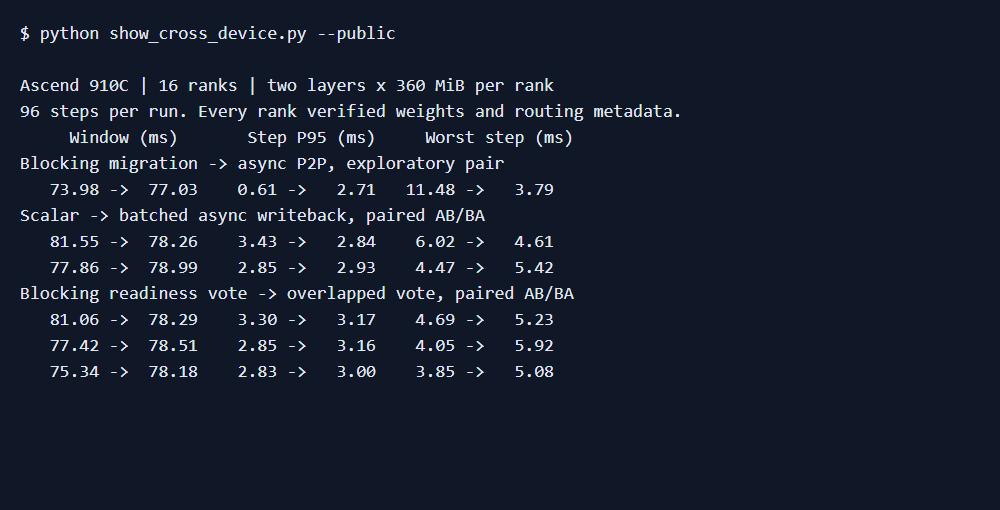 $ python show_cross_device.py --public
Ascend 910C | 16 ranks | two layers x 360 MiB per rank
96 steps per run. Every rank verified weights and routing metadata.
Window (ms) Step P95 (ms) Worst step (ms)
Blocking migration -> async P2P, exploratory pair
73.98 -> 77.03 0.61 -> 2.71 11.48 -> 3.79
Scalar -> batched async writeback, paired AB/BA
81.55 -> 78.26 3.43 -> 2.84 6.02 -> 4.61
77.86 -> 78.99 2.85 -> 2.93 4.47 -> 5.42
Blocking readiness vote -> overlapped vote, paired AB/BA
81.06 -> 78.29 3.30 -> 3.17 4.69 -> 5.23
77.42 -> 78.51 2.85 -> 3.16 4.05 -> 5.92
75.34 -> 78.18 2.83 -> 3.00 3.85 -> 5.08